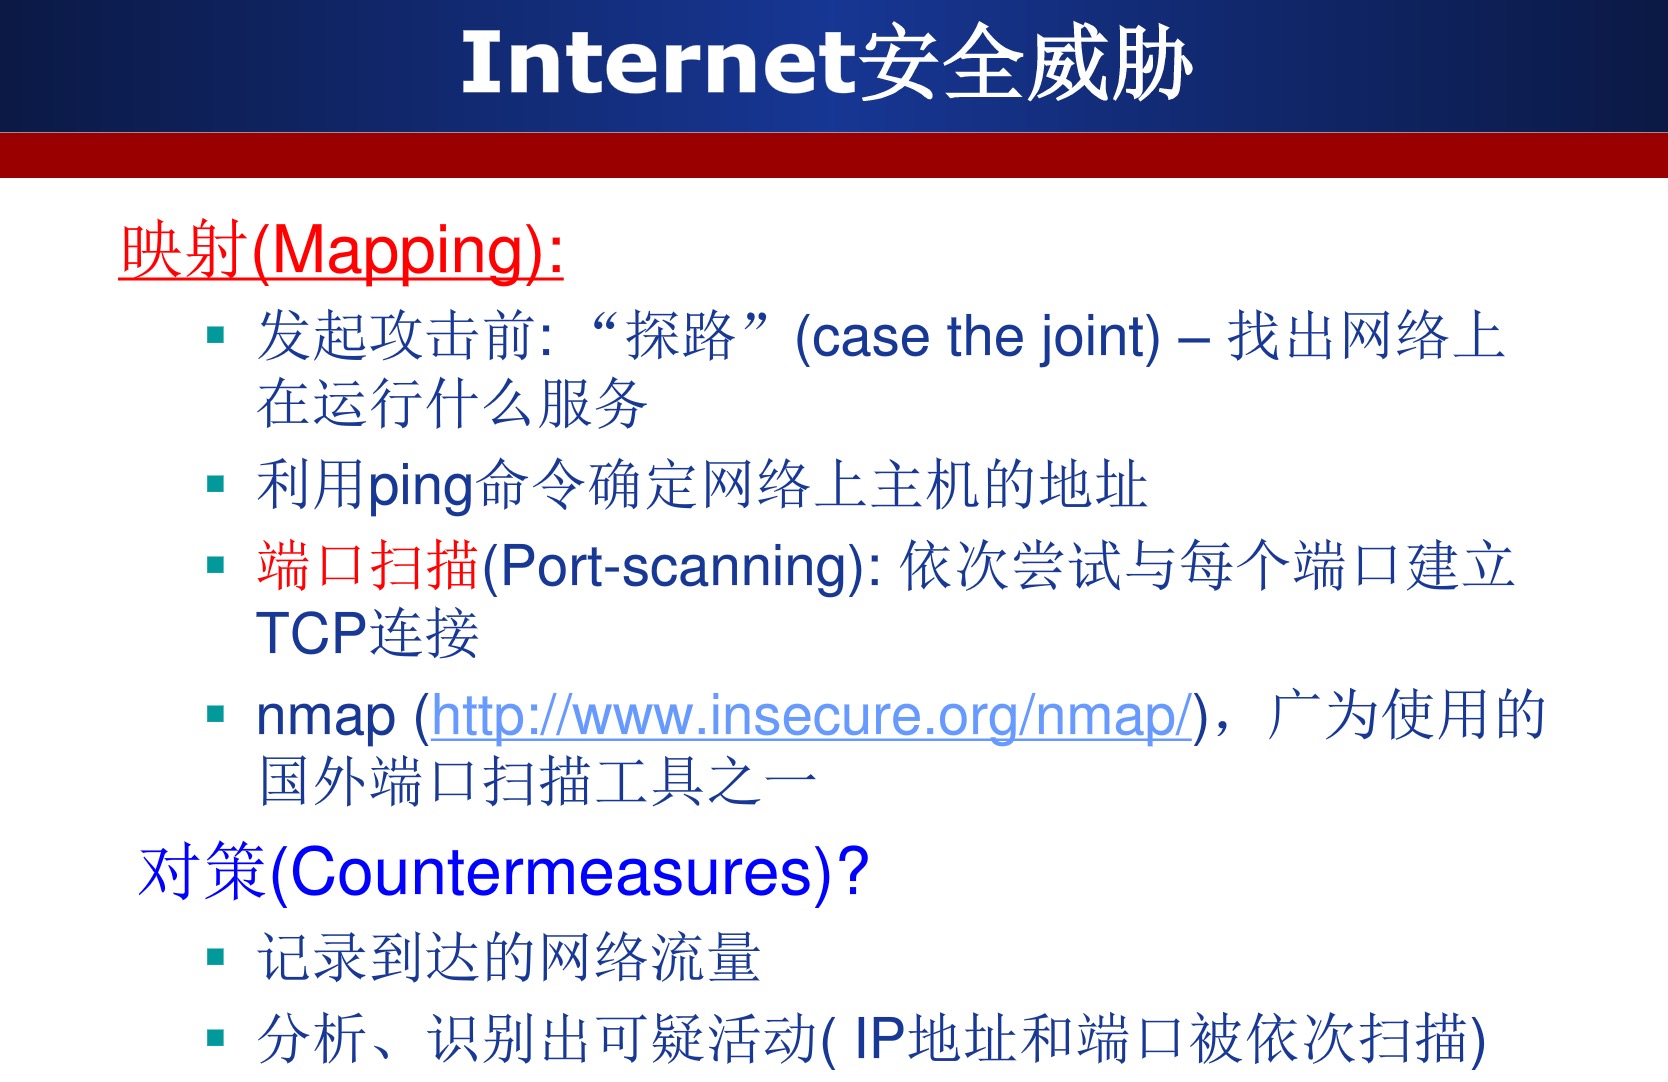 Internet安全威胁
映射(Mapping):
发起攻击前: “探路” (case the joint) – 找出网络上
在运行什么服务
利用ping命令确定网络上主机的地址
端口扫描(Port-scanning): 依次尝试与每个端口建立
TCP连接
nmap (http://www.insecure.org/nmap/)，广为使用的
国外端口扫描工具之一
对策(Countermeasures)?
记录到达的网络流量
分析、识别出可疑活动( IP地址和端口被依次扫描)